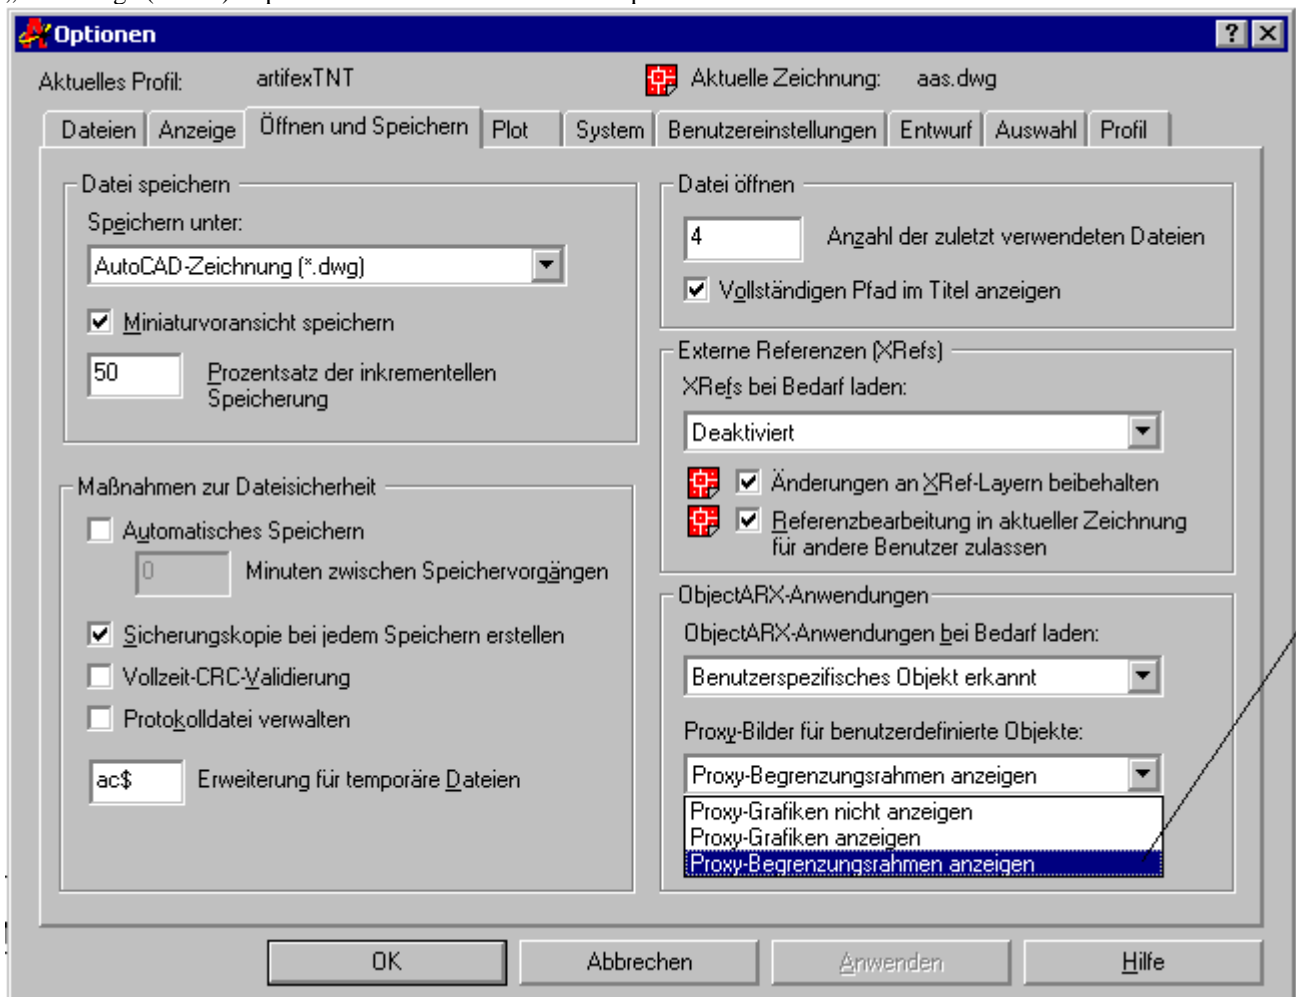 Optionen
Aktuelles Profil: artifexTNT Aktuelle Zeichnung: aas.dwg
Dateien Anzeige Öffnen und Speichern Plot System Benutzereinstellungen Entwurf Auswahl Profil
Datei speichern
Speichern unter:
AutoCAD-Zeichnung (*.dwg)
Miniaturvoransicht speichern
50 Prozentsatz der inkrementellen
Speicherung
Maßnahmen zur Dateisicherheit
Automatisches Speichern
0 Minuten zwischen Speichervorgängen
Sicherungskopie bei jedem Speichern erstellen
Vollzeit-CRC-Validierung
Protokolldatei verwalten
ac$ Erweiterung für temporäre Dateien
Datei öffnen
4 Anzahl der zuletzt verwendeten Dateien
Vollständigen Pfad im Titel anzeigen
Externe Referenzen (XRefs)
XRefs bei Bedarf laden:
Deaktiviert
Änderungen an XRef-Layern beibehalten
Referenzbearbeitung in aktueller Zeichnung
für andere Benutzer zulassen
ObjectARX-Anwendungen
ObjectARX-Anwendungen bei Bedarf laden:
Benutzerspezifisches Objekt erkannt
Proxy-Bilder für benutzerdefinierte Objekte:
Proxy-Begrenzungsrahmen anzeigen
Proxy-Grafiken nicht anzeigen
Proxy-Grafiken anzeigen
Proxy-Begrenzungsrahmen anzeigen
OK Abbrechen Anwenden Hilfe